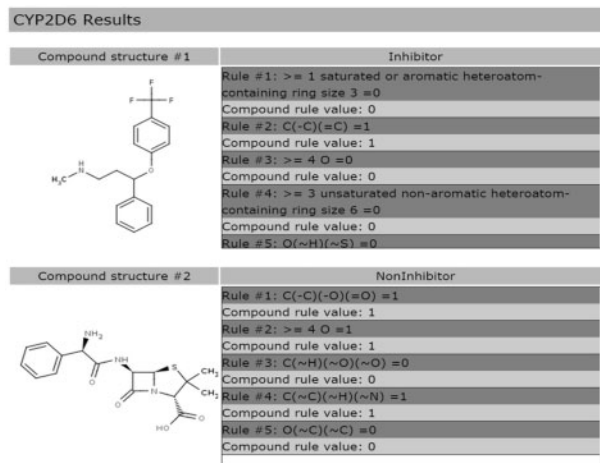 CYP2D6 Results
Compound structure #1
Inhibitor
F
F
F
O
H
N
H₃C
Rule #1: >= 1 saturated or aromatic heteroatom-
containing ring size 3 =0
Compound rule value: 0
Rule #2: C(-C)(=C) =1
Compound rule value: 1
Rule #3: >= 4 O =0
Compound rule value: 0
Rule #4: >= 3 unsaturated non-aromatic heteroatom-
containing ring size 6 =0
Compound rule value: 0
Rule #5: O(~H)(~S) =0
Compound structure #2
NonInhibitor
NH₂
NH
O
S
CH₃
CH
N
O
O
HO
Rule #1: C(-C)(-O)(=O) =1
Compound rule value: 1
Rule #2: >= 4 O =1
Compound rule value: 1
Rule #3: C(~H)(~O)(~O) =0
Compound rule value: 0
Rule #4: C(~C)(~H)(~N) =1
Compound rule value: 1
Rule #5: O(~C)(~C) =0
Compound rule value: 0